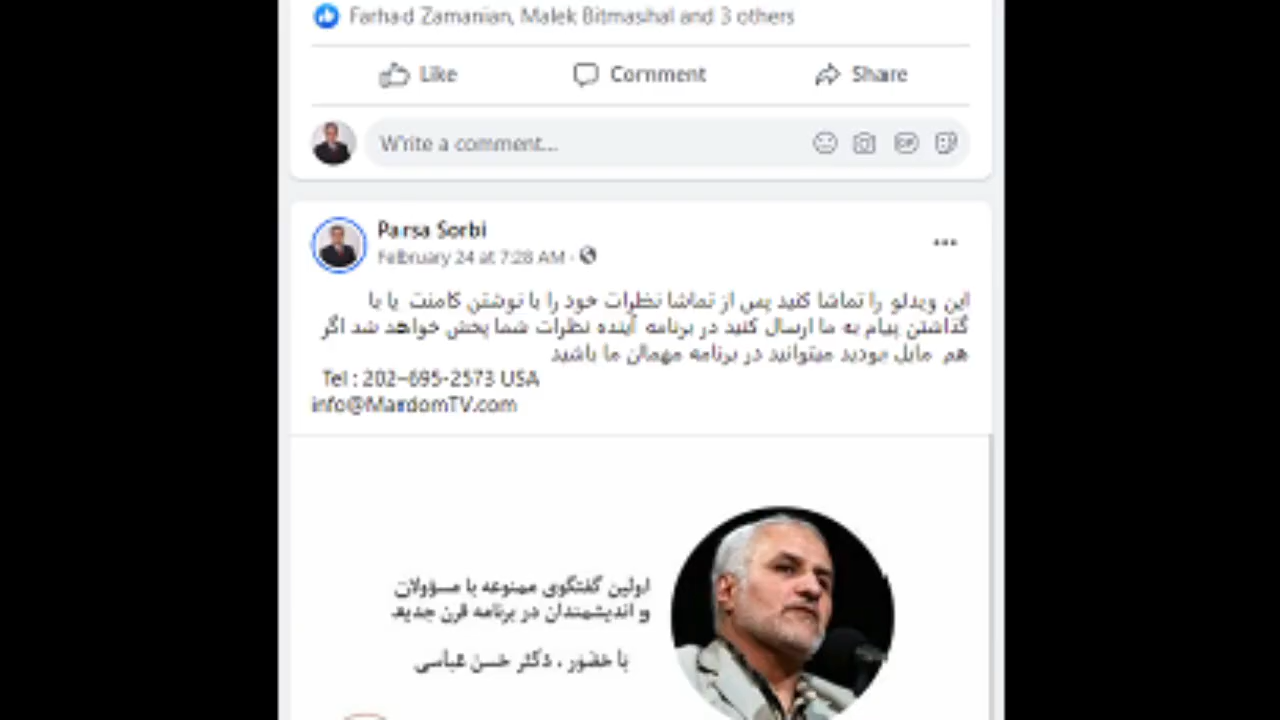 Farhad Zamanian, Malek Bitmashal and 3 others
Like
Comment
Share
Write a comment...
GIF
Parsa Sorbi
February 24 at 7:28 AM ·
این ویدئو را تماشا کنید پس از تماشا نظرات خود را با نوشتن کامنت یا با
گذاشتن پیام به ما ارسال کنید در برنامه آینده نظرات شما پخش خواهد شد اگر
هم مایل بودید میتوانید در برنامه مهمان ما باشید
Tel : 202-695-2573 USA
info@MardomTV.com
اولین گفتگوی ممنوعه با مسؤولان
و اندیشمندان در برنامه قرن جدید
با حضور ، دکتر حسن عباسی